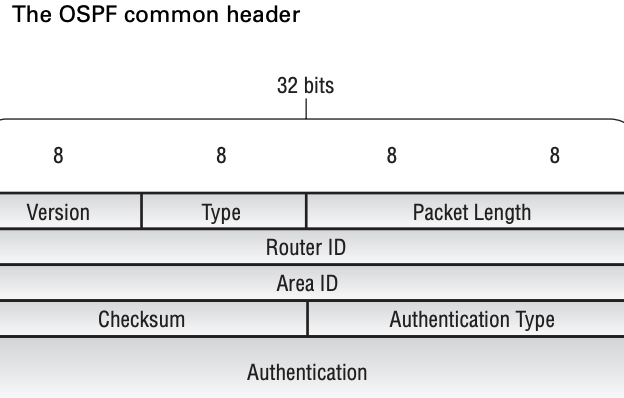 The OSPF common header
32 bits
8 8 8 8
Version Type Packet Length
Router ID
Area ID
Checksum Authentication Type
Authentication